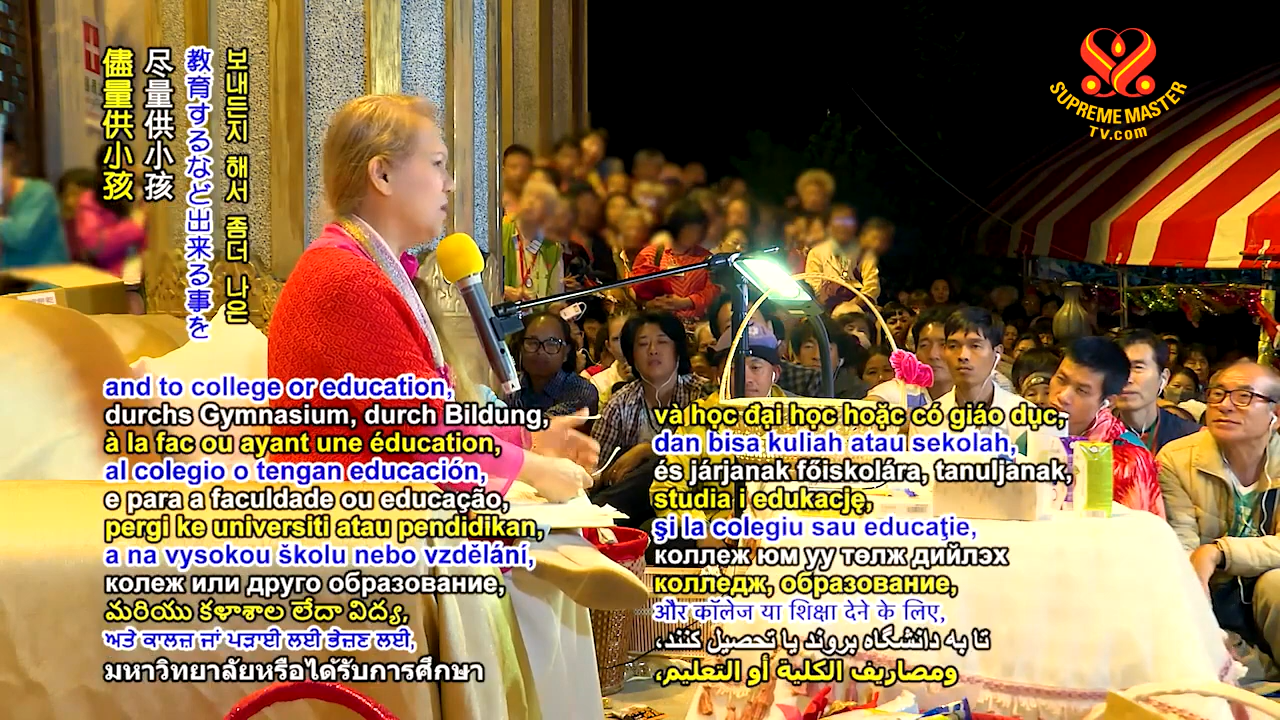 儘量供小孩
尽量供小孩
教育するなど出来る事を
보내든지 해서 좀더 나은
SUPREME MASTER
TV.com
and to college or education,
durchs Gymnasium, durch Bildung,
à la fac ou ayant une éducation,
al colegio o tengan educación,
e para a faculdade ou educação,
pergi ke universiti atau pendidikan,
a na vysokou školu nebo vzdělání,
колеж или друго образование,
మరియు కళాశాల లేదా విద్య,
ਅਤੇ ਕਾਲਜ਼ ਜਾਂ ਪੜਾਈ ਲਈ ਭੇਜਣ ਲਈ,
มหาวิทยาลัยหรือได้รับการศึกษา
và học đại học hoặc có giáo dục,
dan bisa kuliah atau sekolah,
és járjanak főiskolára, tanuljanak,
studia i edukację,
şi la colegiu sau educaţie,
коллеж юм уу төлж дийлэх
колледж, образование,
और कॉलेज या शिक्षा देने के लिए,
تا به دانشگاه بروند یا تحصیل کنند،
ومصاريف الكلية أو التعليم،